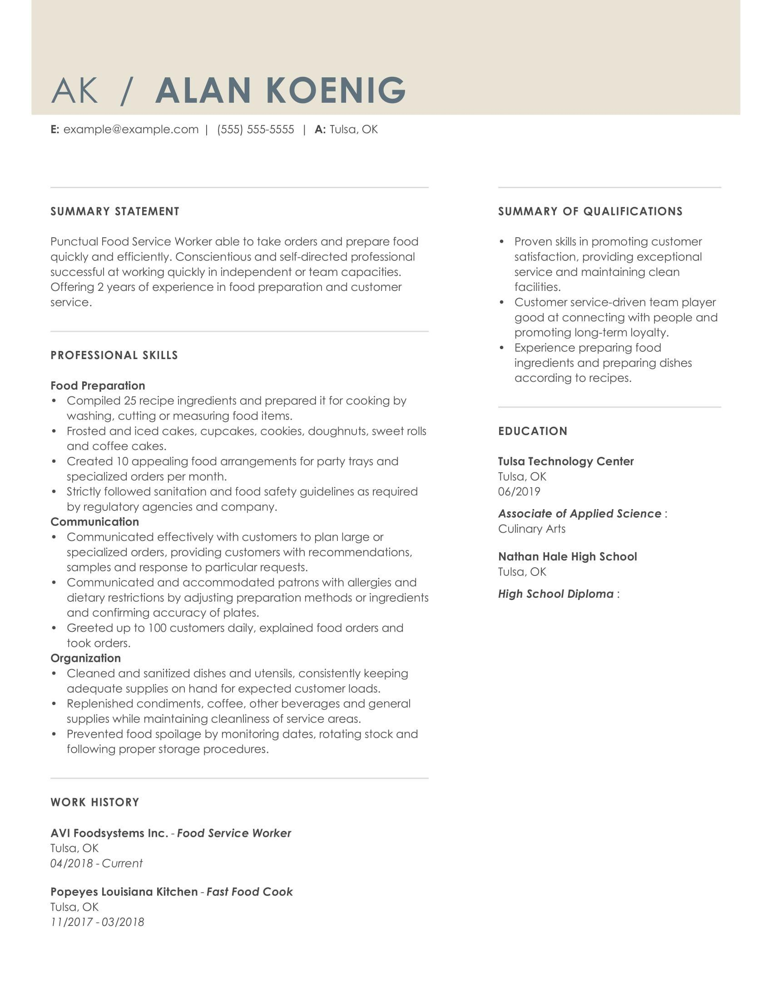 AK / ALAN KOENIG
E: example@example.com | (555) 555-5555 | A: Tulsa, OK
SUMMARY STATEMENT
Punctual Food Service Worker able to take orders and prepare food
quickly and efficiently. Conscientious and self-directed professional
successful at working quickly in independent or team capacities.
Offering 2 years of experience in food preparation and customer
service.
PROFESSIONAL SKILLS
Food Preparation
• Compiled 25 recipe ingredients and prepared it for cooking by
washing, cutting or measuring food items.
• Frosted and iced cakes, cupcakes, cookies, doughnuts, sweet rolls
and coffee cakes.
• Created 10 appealing food arrangements for party trays and
specialized orders per month.
• Strictly followed sanitation and food safety guidelines as required
by regulatory agencies and company.
Communication
• Communicated effectively with customers to plan large or
specialized orders, providing customers with recommendations,
samples and response to particular requests.
• Communicated and accommodated patrons with allergies and
dietary restrictions by adjusting preparation methods or ingredients
and confirming accuracy of plates.
• Greeted up to 100 customers daily, explained food orders and
took orders.
Organization
• Cleaned and sanitized dishes and utensils, consistently keeping
adequate supplies on hand for expected customer loads.
• Replenished condiments, coffee, other beverages and general
supplies while maintaining cleanliness of service areas.
• Prevented food spoilage by monitoring dates, rotating stock and
following proper storage procedures.
WORK HISTORY
AVI Foodsystems Inc. - Food Service Worker
Tulsa, OK
04/2018 - Current
Popeyes Louisiana Kitchen - Fast Food Cook
Tulsa, OK
11/2017 - 03/2018
SUMMARY OF QUALIFICATIONS
• Proven skills in promoting customer
satisfaction, providing exceptional
service and maintaining clean
facilities.
• Customer service-driven team player
good at connecting with people and
promoting long-term loyalty.
• Experience preparing food
ingredients and preparing dishes
according to recipes.
EDUCATION
Tulsa Technology Center
Tulsa, OK
06/2019
Associate of Applied Science :
Culinary Arts
Nathan Hale High School
Tulsa, OK
High School Diploma :